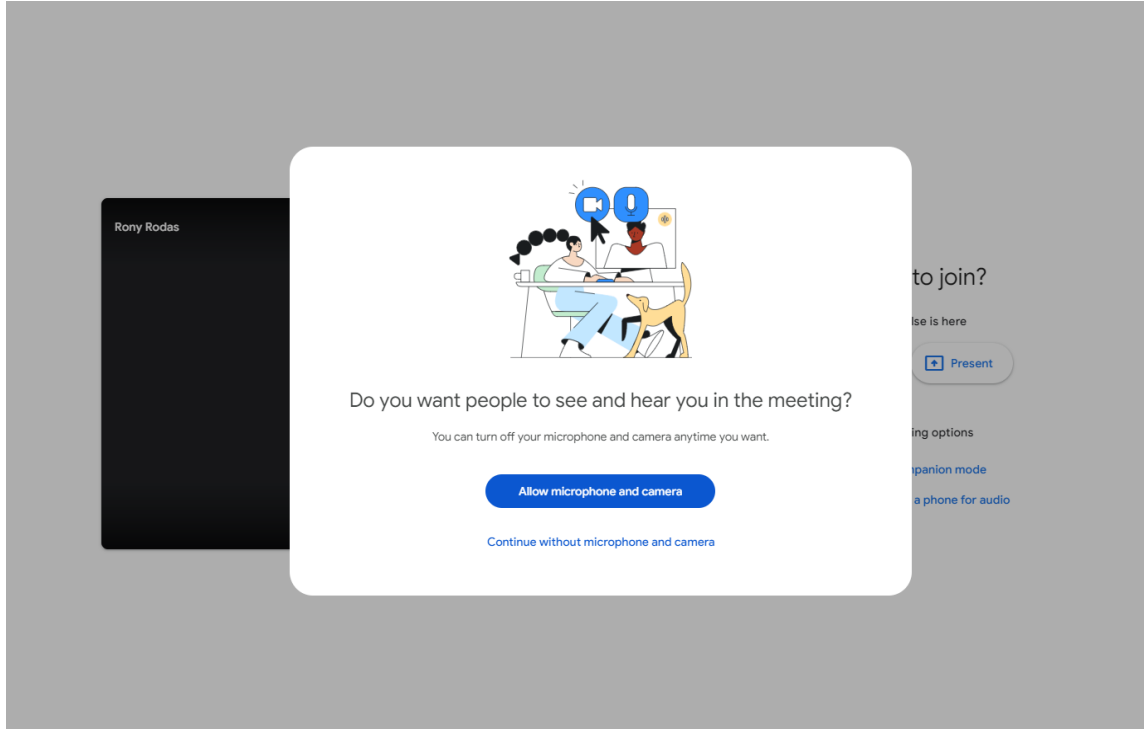 Rony Rodas
to join?
lse is here
Present
Do you want people to see and hear you in the meeting?
You can turn off your microphone and camera anytime you want.
ing options
Allow microphone and camera
panion mode
a phone for audio
Continue without microphone and camera